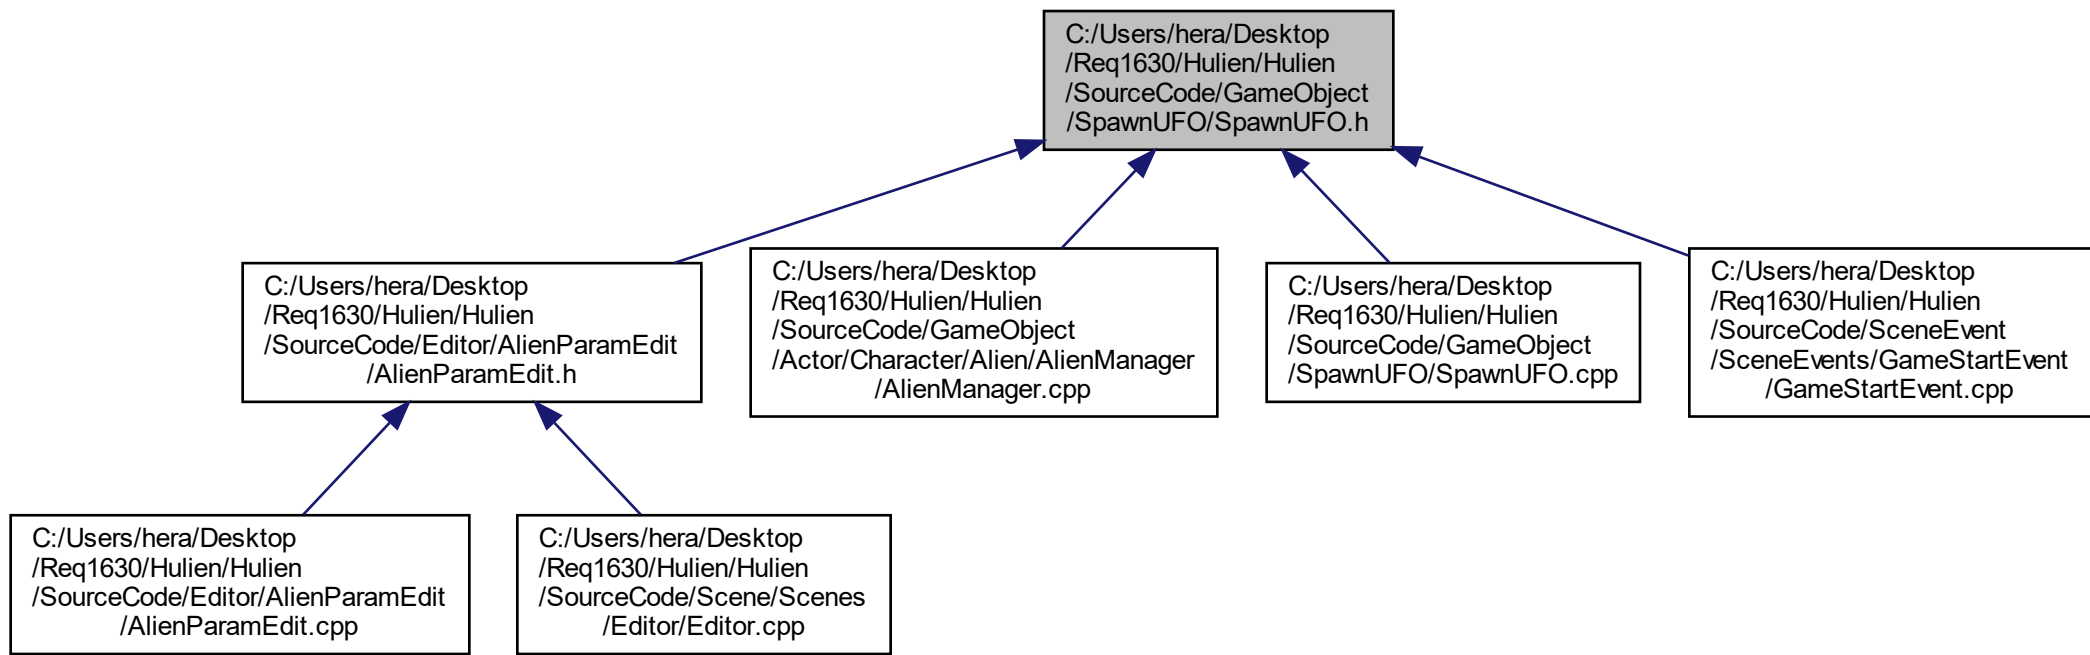 C:/Users/hera/Desktop
/Req1630/Hulien/Hulien
/SourceCode/GameObject
/SpawnUFO/SpawnUFO.h
C:/Users/hera/Desktop
/Req1630/Hulien/Hulien
/SourceCode/Editor/AlienParamEdit
/AlienParamEdit.h
C:/Users/hera/Desktop
/Req1630/Hulien/Hulien
/SourceCode/GameObject
/Actor/Character/Alien/AlienManager
/AlienManager.cpp
C:/Users/hera/Desktop
/Req1630/Hulien/Hulien
/SourceCode/GameObject
/SpawnUFO/SpawnUFO.cpp
C:/Users/hera/Desktop
/Req1630/Hulien/Hulien
/SourceCode/SceneEvent
/SceneEvents/GameStartEvent
/GameStartEvent.cpp
C:/Users/hera/Desktop
/Req1630/Hulien/Hulien
/SourceCode/Editor/AlienParamEdit
/AlienParamEdit.cpp
C:/Users/hera/Desktop
/Req1630/Hulien/Hulien
/SourceCode/Scene/Scenes
/Editor/Editor.cpp